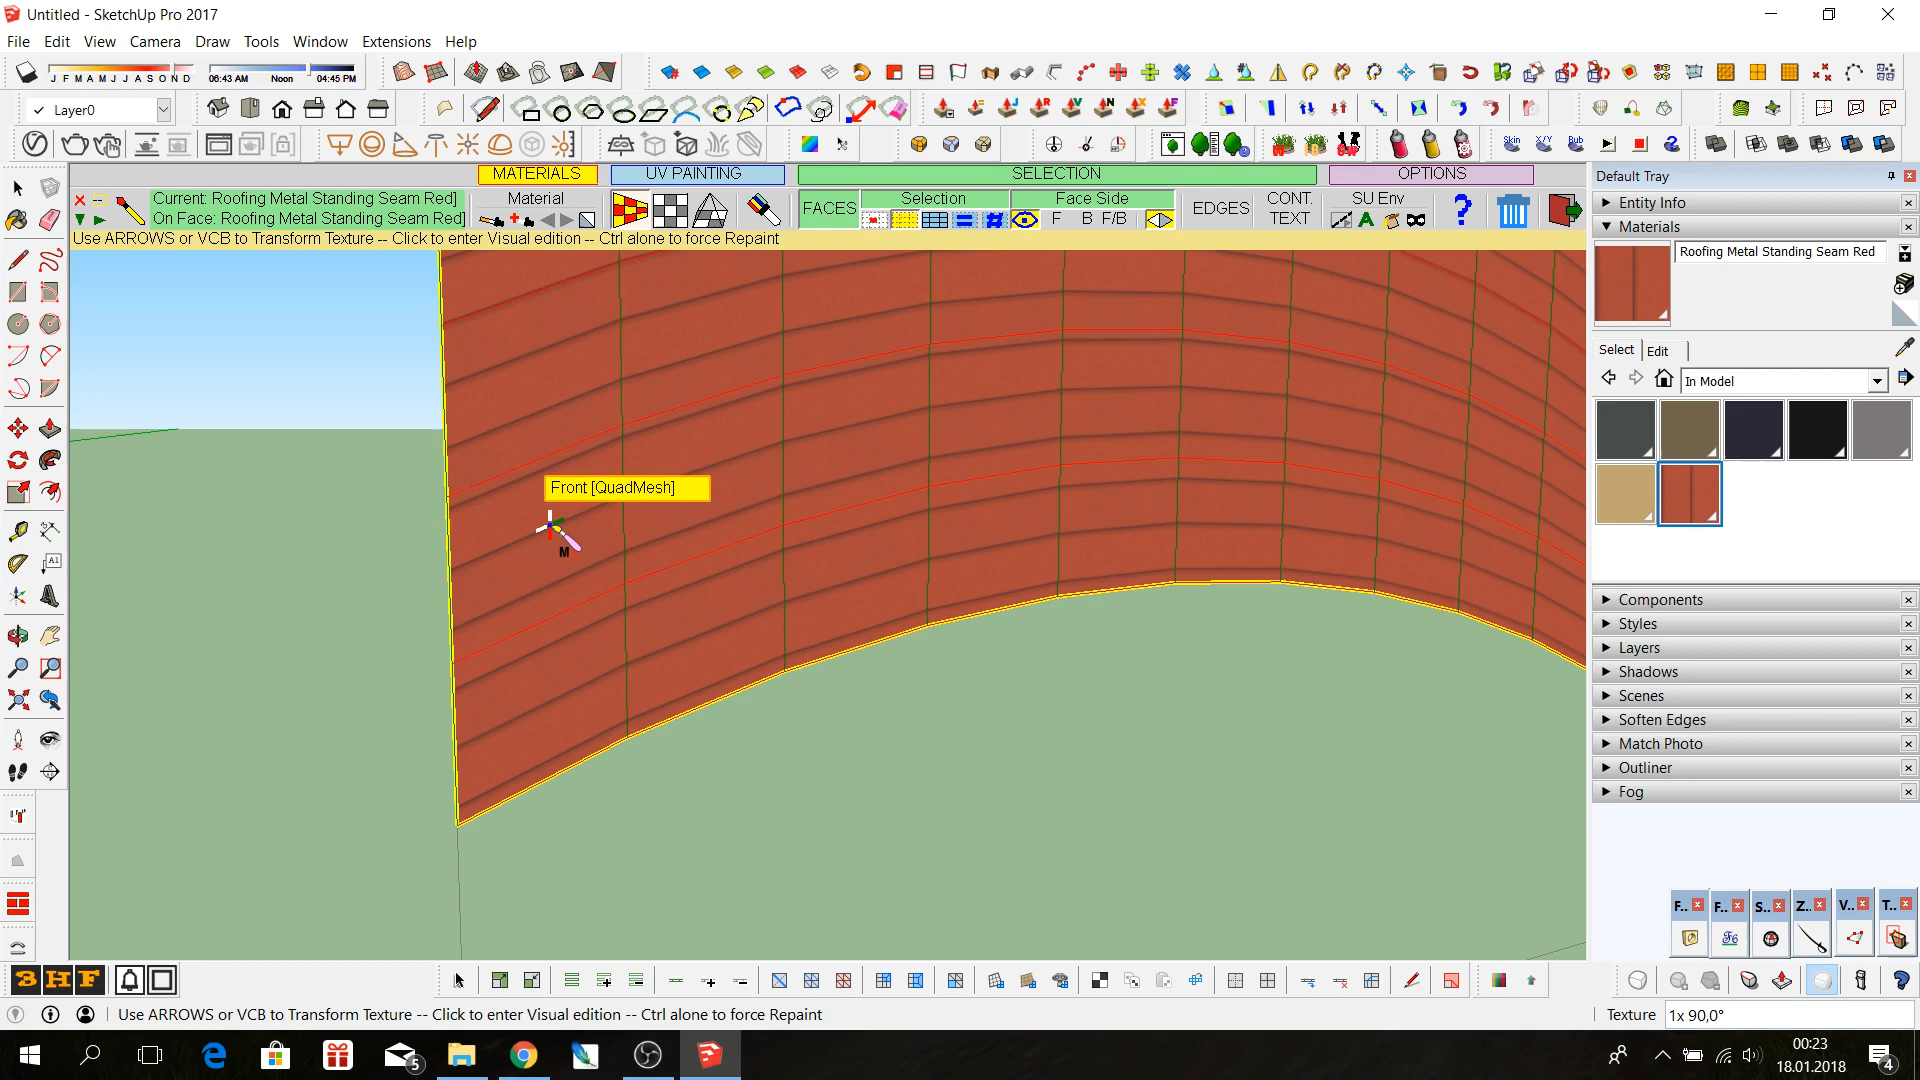 Untitled - SketchUp Pro 2017
File Edit View Camera Draw Tools Window Extensions Help
J F M A M J J A S O N D
06:43 AM Noon 04:45 PM
Layer0
MATERIALS
UV PAINTING
SELECTION
OPTIONS
Current: Roofing Metal Standing Seam Red]
On Face: Roofing Metal Standing Seam Red]
Material
FACES
Selection
Face Side
F B F/B
EDGES
CONT.
TEXT
SU Env
Use ARROWS or VCB to Transform Texture -- Click to enter Visual edition -- Ctrl alone to force Repaint
Front [QuadMesh]
M
Default Tray
Entity Info
Materials
Roofing Metal Standing Seam Red
Select Edit
In Model
Components
Styles
Layers
Shadows
Scenes
Soften Edges
Match Photo
Outliner
Fog
F.. F.. S.. Z.. V.. T..
3 H F
Use ARROWS or VCB to Transform Texture -- Click to enter Visual edition -- Ctrl alone to force Repaint
Texture 1x 90,0°
5
00:23
18.01.2018
4